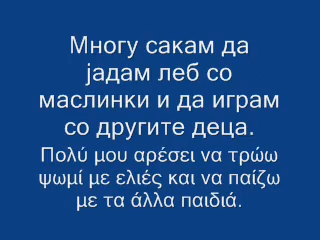 Многу сакам да
јадам леб со
маслинки и да играм
со другите деца.
Πολύ μου αρέσει να τρώω
ψωμί με ελιές και να παίζω
με τα άλλα παιδιά.